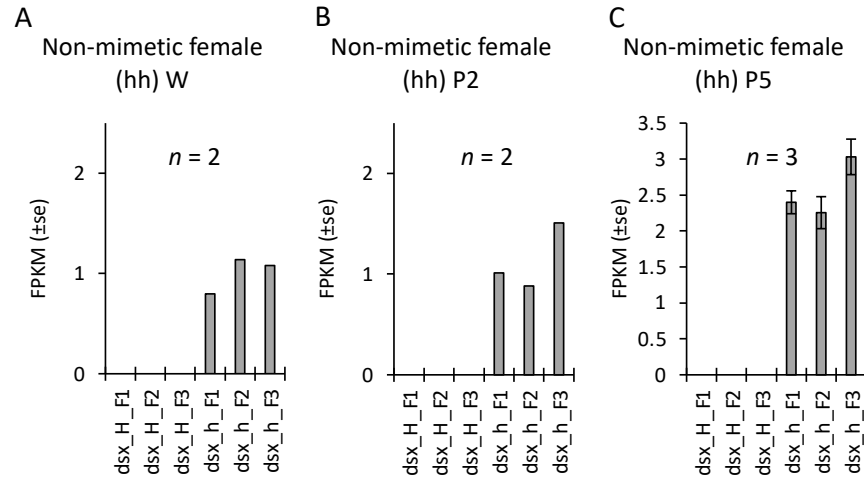 A
Non-mimetic female
(hh) W
n = 2
FPKM (±se)
2
1
0
dsx_H_F1
dsx_H_F2
dsx_H_F3
dsx_h_F1
dsx_h_F2
dsx_h_F3
B
Non-mimetic female
(hh) P2
n = 2
FPKM (±se)
2
1
0
dsx_H_F1
dsx_H_F2
dsx_H_F3
dsx_h_F1
dsx_h_F2
dsx_h_F3
C
Non-mimetic female
(hh) P5
n = 3
FPKM (±se)
3.5
3
2.5
2
1.5
1
0.5
0
dsx_H_F1
dsx_H_F2
dsx_H_F3
dsx_h_F1
dsx_h_F2
dsx_h_F3